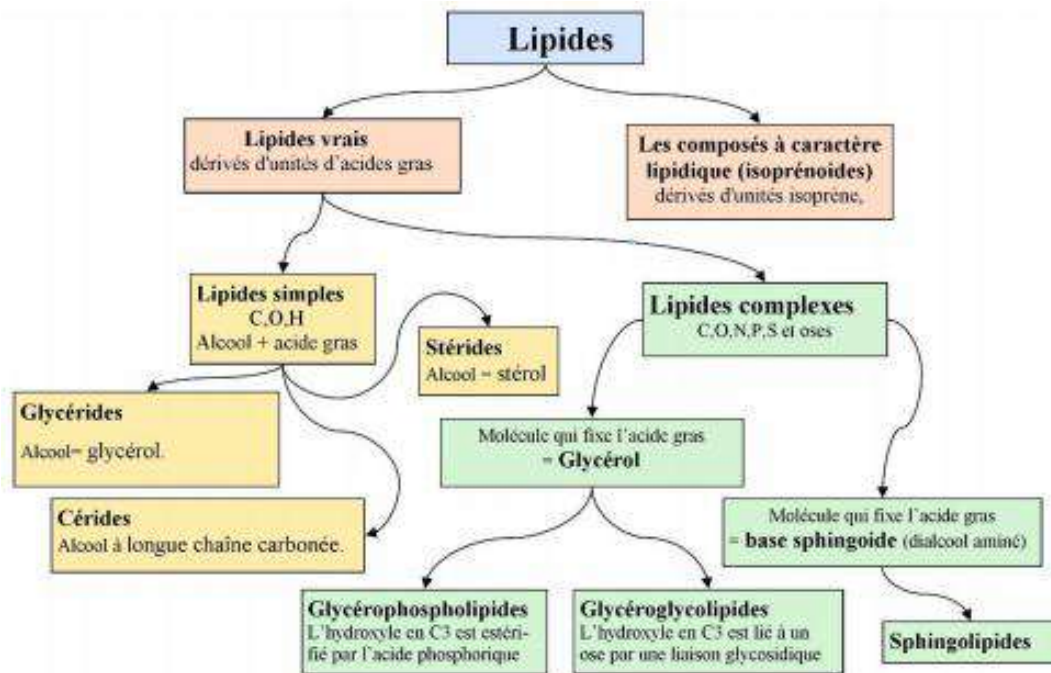 Lipides
Lipides vrais
dérivés d'unités d'acides gras
Les composés à caractère
lipidique (isoprénoides)
dérivés d'unités isoprène,
Lipides simples
C,O,H
Alcool + acide gras
Stérides
Alcool = stérol
Lipides complexes
C,O,N,P,S et oses
Glycérides
Alcool= glycérol.
Cérides
Alcool à longue chaîne carbonée.
Molécule qui fixe l'acide gras
= Glycérol
Molécule qui fixe l'acide gras
= base sphingoide (dialcool aminé)
Glycérophospholipides
L'hydroxyle en C3 est estéri-
fié par l'acide phosphorique
Glycéroglycolipides
L'hydroxyle en C3 est lié à un
ose par une liaison glycosidique
Sphingolipides